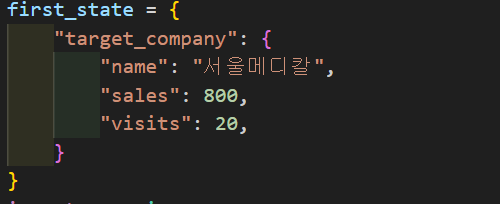 first_state = {
    "target_company": {
        "name": "서울메디칼",
        "sales": 800,
        "visits": 20,
    }
}